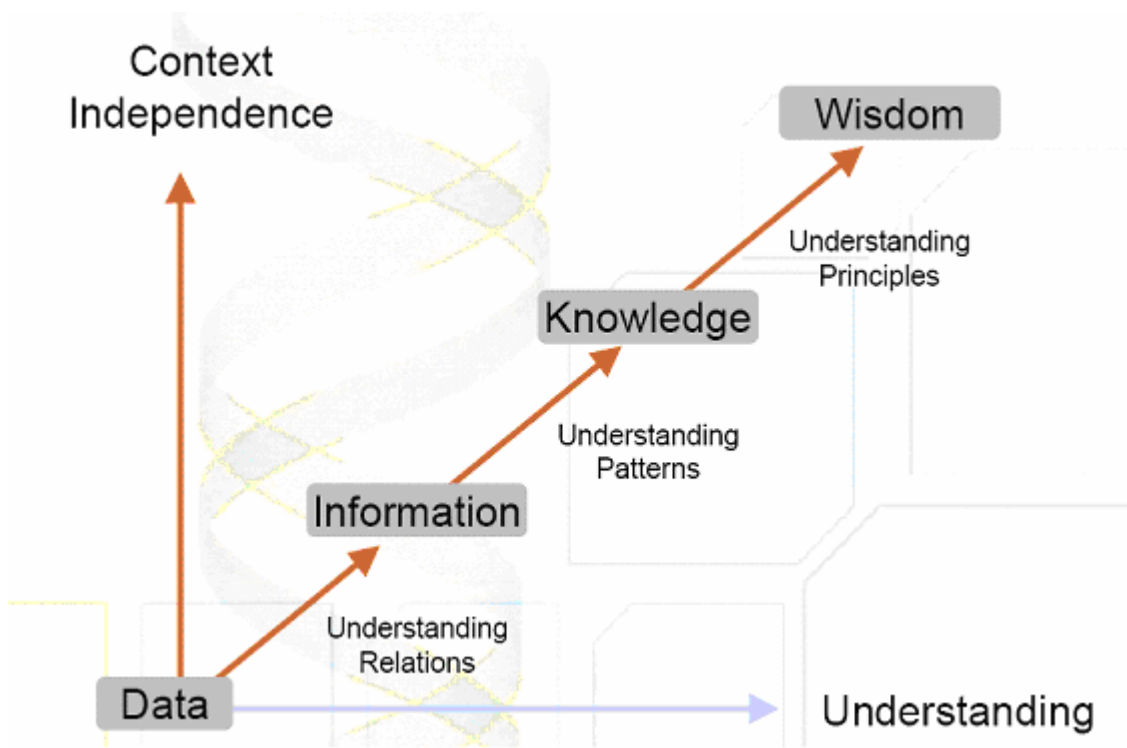 Context
Independence
Wisdom
Understanding
Principles
Knowledge
Understanding
Patterns
Information
Understanding
Relations
Data
Understanding